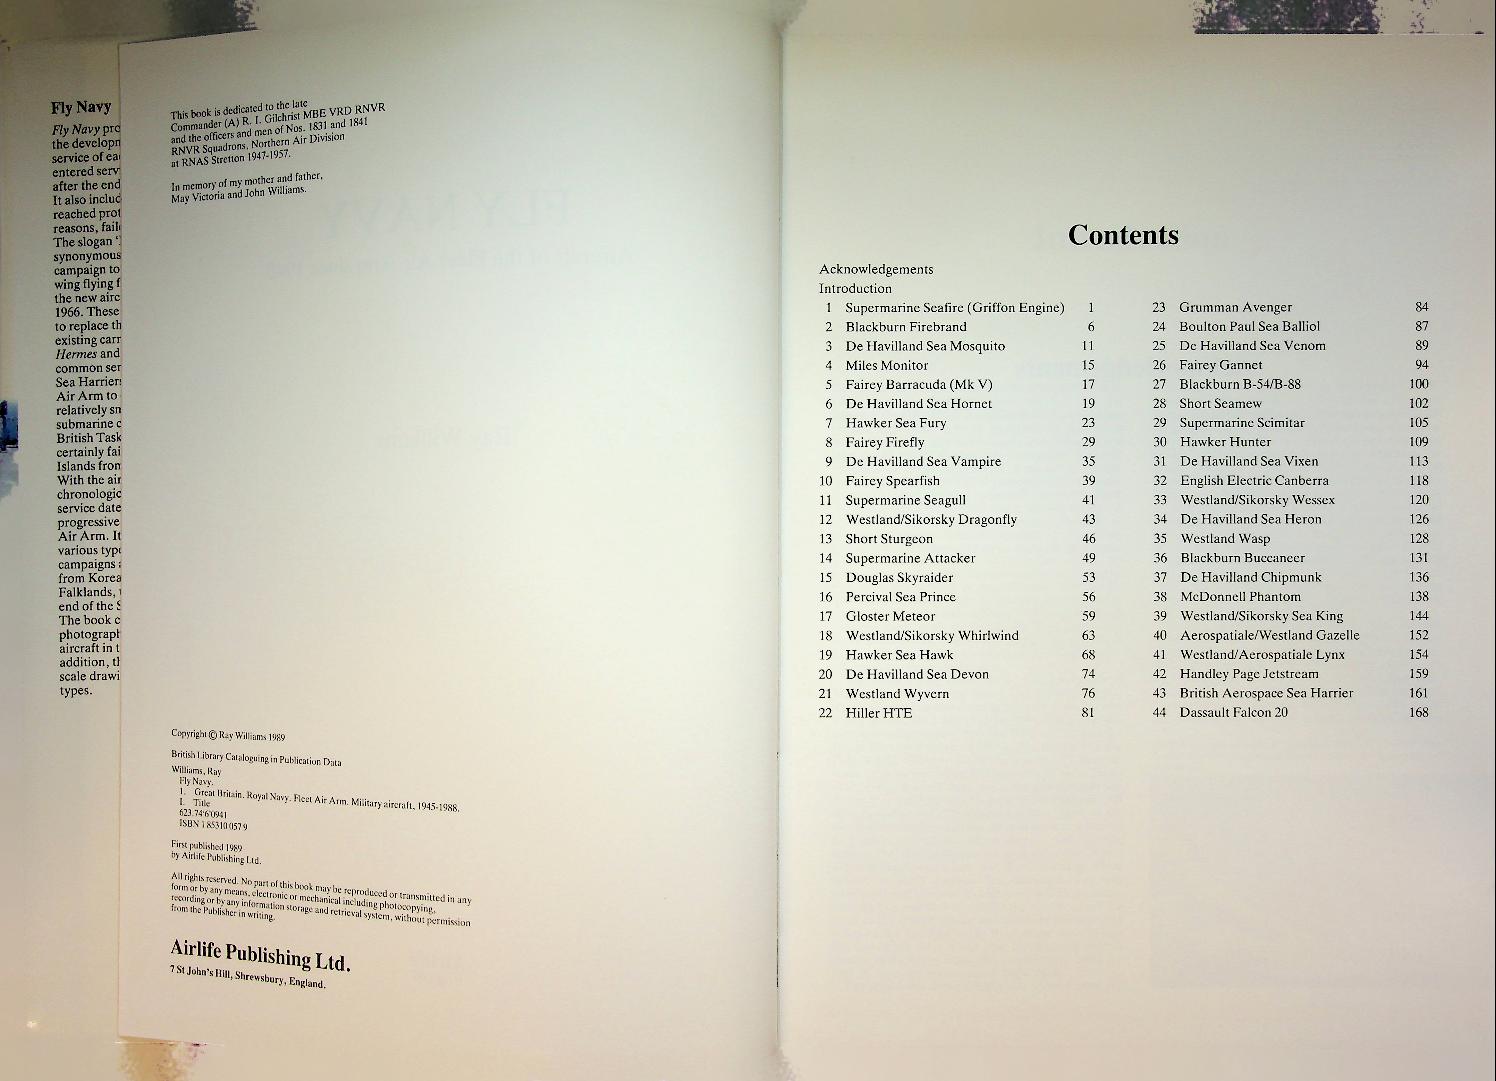 Fly Navy
Fly Navy
the
service of
entered
after the end
It also
reached
reasons,
The slogan
synonymous
campaign to
wing flying
the new
1966. These
to replace
existing
Hermes and
common
Sea
Air Arm to
relatively
submarine
British Task
certainly
Islands
With the
service date
progressive
Air Arm. It
various
campaigns
from Korea
Falklands,
end of the
The book
aircraft in
addition,
scale
types.
This book is dedicated to the late
Commander (A) R. I. Gilchrist MBE VRD RNVR
and the officers and men of Nos. 1831 and 1841
RNVR Squadrons, Northern Air Division
at RNAS Stretton 1947-1957.
In memory of my mother and father,
May Victoria and John Williams.
Copyright © Ray Williams 1989
British Library Cataloguing in Publication Data
Williams, Ray
Fly Navy.
1. Great Britain. Royal Navy. Fleet Air Arm. Military aircraft, 1945-1988.
I. Title
623.74'6'0941
ISBN 1 85310 057 9
First published 1989
by Airlife Publishing Ltd.
All rights reserved. No part of this book may be reproduced or transmitted in any
form or by any means, electronic or mechanical including photocopying,
recording or by any information storage and retrieval system, without permission
from the Publisher in writing.
Airlife Publishing Ltd.
7 St John's Hill, Shrewsbury, England.
Contents
Acknowledgements
Introduction
1 Supermarine Seafire (Griffon Engine) 1
2 Blackburn Firebrand 6
3 De Havilland Sea Mosquito 11
4 Miles Monitor 15
5 Fairey Barracuda (Mk V) 17
6 De Havilland Sea Hornet 19
7 Hawker Sea Fury 23
8 Fairey Firefly 29
9 De Havilland Sea Vampire 35
10 Fairey Spearfish 39
11 Supermarine Seagull 41
12 Westland/Sikorsky Dragonfly 43
13 Short Sturgeon 46
14 Supermarine Attacker 49
15 Douglas Skyraider 53
16 Percival Sea Prince 56
17 Gloster Meteor 59
18 Westland/Sikorsky Whirlwind 63
19 Hawker Sea Hawk 68
20 De Havilland Sea Devon 74
21 Westland Wyvern 76
22 Hiller HTE 81
23 Grumman Avenger 84
24 Boulton Paul Sea Balliol 87
25 De Havilland Sea Venom 89
26 Fairey Gannet 94
27 Blackburn B-54/B-88 100
28 Short Seamew 102
29 Supermarine Scimitar 105
30 Hawker Hunter 109
31 De Havilland Sea Vixen 113
32 English Electric Canberra 118
33 Westland/Sikorsky Wessex 120
34 De Havilland Sea Heron 126
35 Westland Wasp 128
36 Blackburn Buccaneer 131
37 De Havilland Chipmunk 136
38 McDonnell Phantom 138
39 Westland/Sikorsky Sea King 144
40 Aerospatiale/Westland Gazelle 152
41 Westland/Aerospatiale Lynx 154
42 Handley Page Jetstream 159
43 British Aerospace Sea Harrier 161
44 Dassault Falcon 20 168